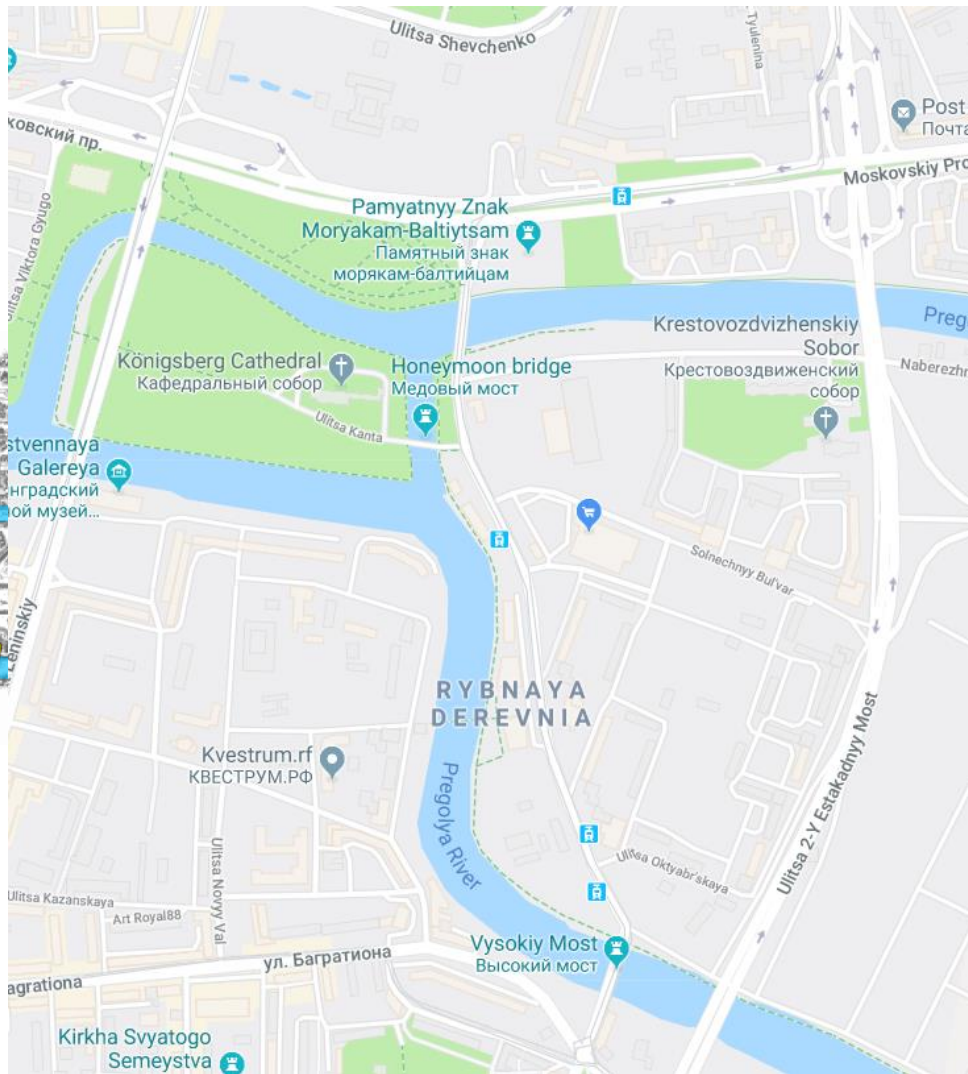 Ulitsa Shevchenko
Tyulenina
Post
Почта
ковский пр.
Moskovskiy Pro
Ulitsa Viktora Gyugo
Pamyatnyy Znak
Moryakam-Baltiytsam
Памятный знак
морякам-балтийцам
Preg
Krestovozdvizhenskiy
Sobor
Крестовоздвиженский
собор
Naberezhn
Königsberg Cathedral
Кафедральный собор
Honeymoon bridge
Медовый мост
Ulitsa Kanta
stvennaya
Galereya
нградский
ой музей...
Solnechnyy Bul'var
Leninskiy
RYBNAYA
DEREVNIA
Kvestrum.rf
КВЕСТРУМ.РФ
Pregolya River
Ulitsa 2-Y Estakadnyy Most
Ulitsa Oktyabr'skaya
Ulitsa Novyy Val
Ulitsa Kazanskaya
Art Royal88
ул. Багратиона
agrationa
Vysokiy Most
Высокий мост
Kirkha Svyatogo
Semeystva